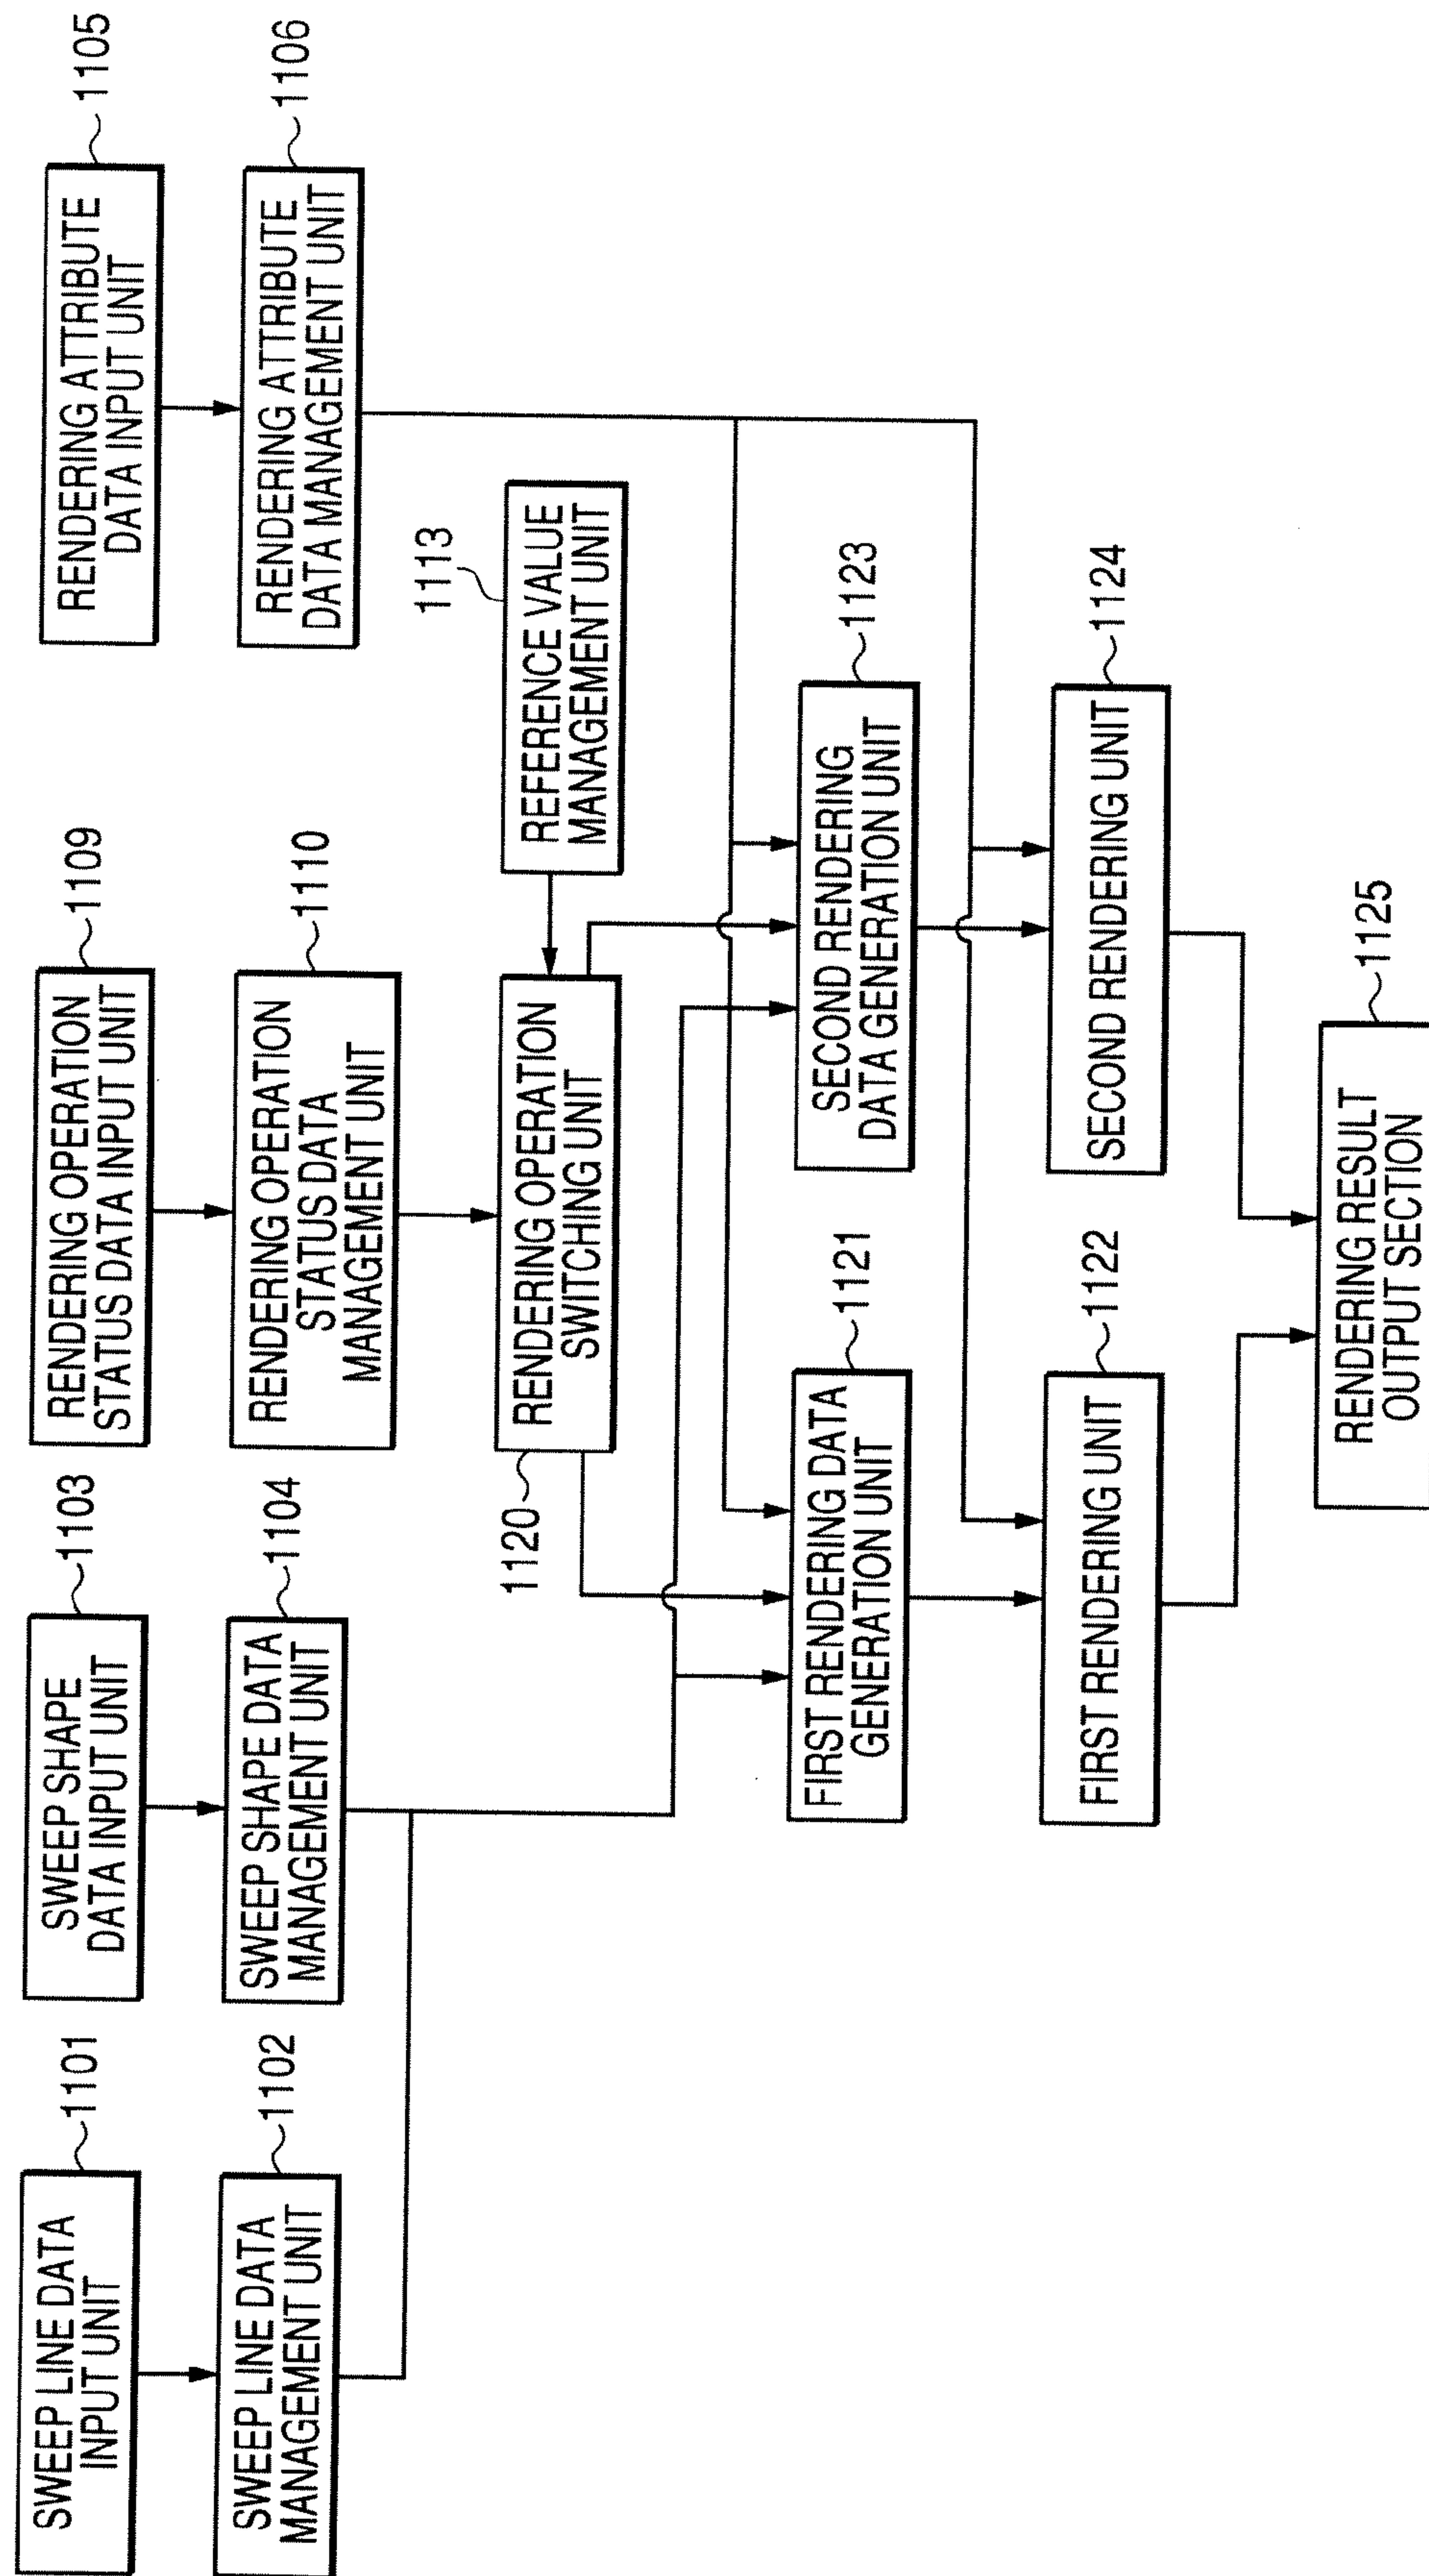 SWEEP LINE DATA
INPUT UNIT
1101
SWEEP SHAPE
DATA INPUT UNIT
1103
RENDERING OPERATION
STATUS DATA INPUT UNIT
1109
RENDERING ATTRIBUTE
DATA INPUT UNIT
1105
SWEEP LINE DATA
MANAGEMENT UNIT
1102
SWEEP SHAPE DATA
MANAGEMENT UNIT
1104
RENDERING OPERATION
STATUS DATA
MANAGEMENT UNIT
1110
RENDERING ATTRIBUTE
DATA MANAGEMENT UNIT
1106
1120
RENDERING OPERATION
SWITCHING UNIT
REFERENCE VALUE
MANAGEMENT UNIT
1113
FIRST RENDERING DATA
GENERATION UNIT
1121
SECOND RENDERING
DATA GENERATION UNIT
1123
FIRST RENDERING UNIT
1122
SECOND RENDERING UNIT
1124
RENDERING RESULT
OUTPUT SECTION
1125